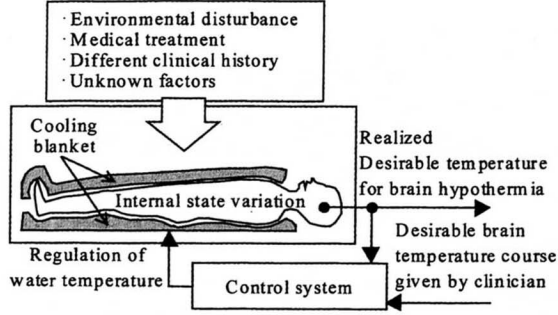 · Environmental disturbance
· Medical treatment
· Different clinical history
· Unknown factors
Cooling
blanket
Internal state variation
Realized
Desirable temperature
for brain hypothermia
Regulation of
water temperature
Control system
Desirable brain
temperature course
given by clinician